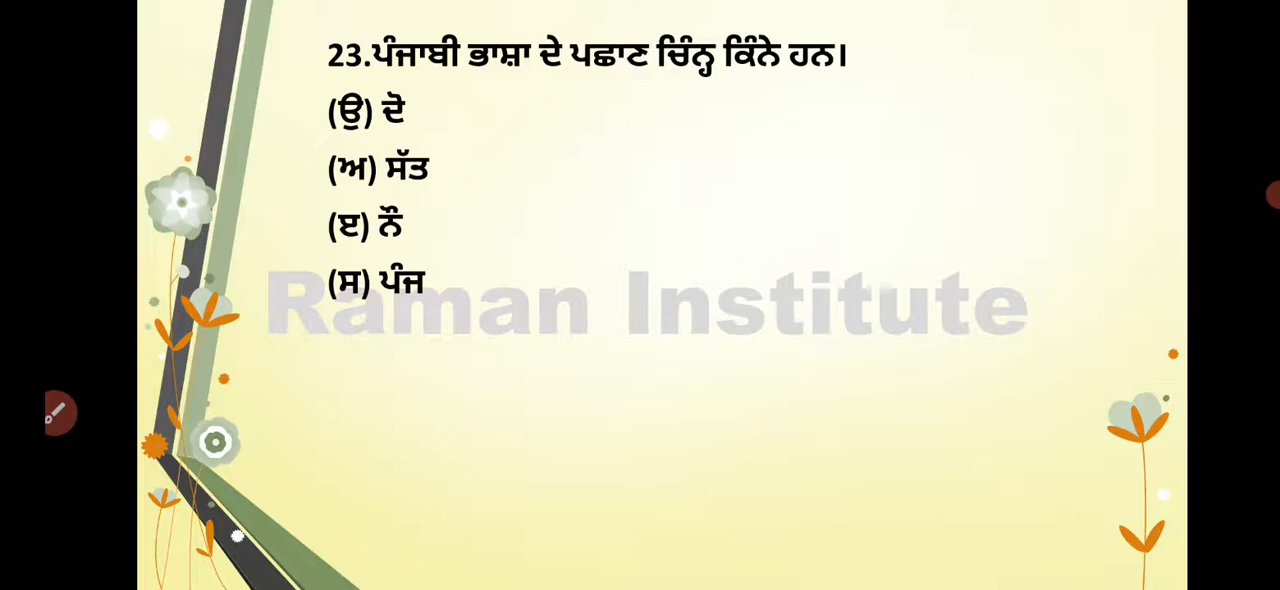 23.ਪੰਜਾਬੀ ਭਾਸ਼ਾ ਦੇ ਪਛਾਣ ਚਿੰਨ੍ਹ ਕਿੰਨੇ ਹਨ।
(ਉ) ਦੋ
(ਅ) ਸੱਤ
(ੲ) ਨੌ
(ਸ) ਪੰਜ
Raman Institute